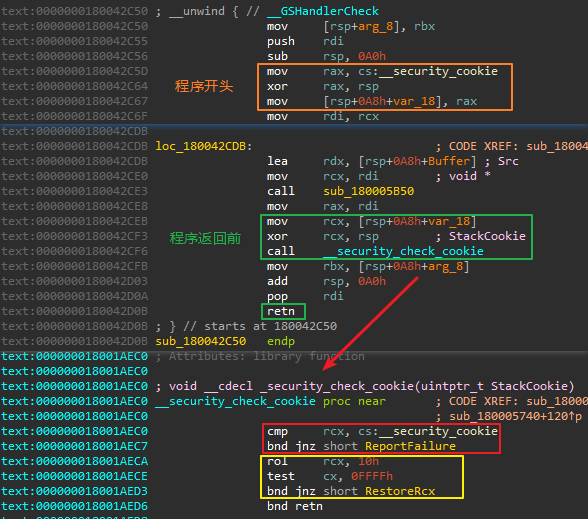 text:0000000180042C50 ; __unwind { // __GSHandlerCheck
text:0000000180042C50 mov [rsp+arg_8], rbx
text:0000000180042C55 push rdi
text:0000000180042C56 sub rsp, 0A0h
text:0000000180042C5D mov rax, cs:__security_cookie
程序开头
text:0000000180042C64 xor rax, rsp
text:0000000180042C67 mov [rsp+0A8h+var_18], rax
text:0000000180042C6F mov rdi, rcx
text:0000000180042CDB
text:0000000180042CDB loc_180042CDB: ; CODE XREF: sub_18004
text:0000000180042CDB lea rdx, [rsp+0A8h+Buffer] ; Src
text:0000000180042CE0 mov rcx, rdi ; void *
text:0000000180042CE3 call sub_180005B50
text:0000000180042CE8 mov rax, rdi
text:0000000180042CEB mov rcx, [rsp+0A8h+var_18]
程序返回前
text:0000000180042CF3 xor rcx, rsp ; StackCookie
text:0000000180042CF6 call __security_check_cookie
text:0000000180042CFB mov rbx, [rsp+0A8h+arg_8]
text:0000000180042D03 add rsp, 0A0h
text:0000000180042D0A pop rdi
text:0000000180042D0B retn
text:0000000180042D0B ; } // starts at 180042C50
text:0000000180042D0B sub_180042C50 endp
text:000000018001AEC0 ; Attributes: library function
text:000000018001AEC0
text:000000018001AEC0 ; void __cdecl _security_check_cookie(uintptr_t StackCookie)
text:000000018001AEC0 __security_check_cookie proc near ; CODE XREF: sub_1800
text:000000018001AEC0 ; sub_180005740+120↑p
text:000000018001AEC0 cmp rcx, cs:__security_cookie
text:000000018001AEC7 bnd jnz short ReportFailure
text:000000018001AECA rol rcx, 10h
text:000000018001AECE test cx, 0FFFFh
text:000000018001AED3 bnd jnz short RestoreRcx
text:000000018001AED6 bnd retn